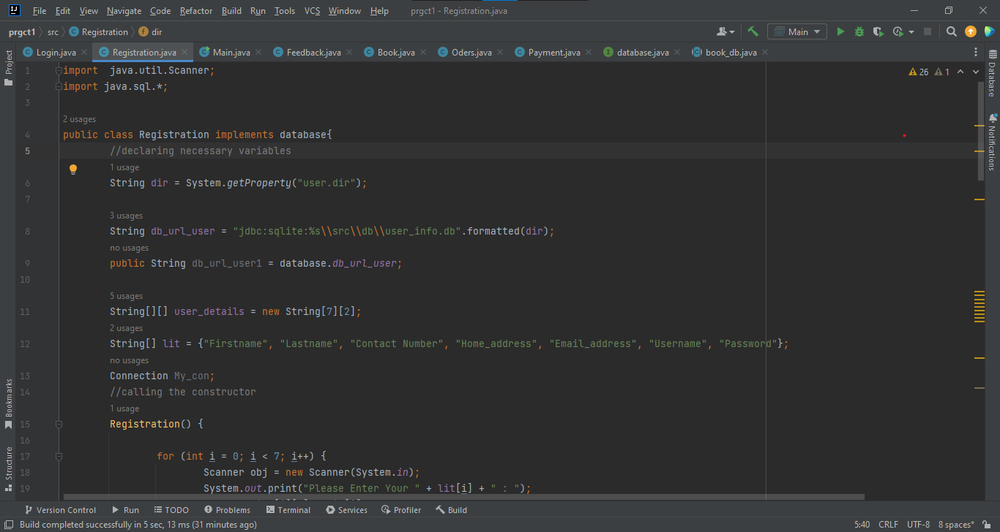 File Edit View Navigate Code Refactor Build Run Tools VCS Window Help prgct1 - Registration.java
prgct1 src Registration dir Main
Login.java Registration.java Main.java Feedback.java Book.java Oders.java Payment.java database.java book_db.java
26 1
1 import  java.util.Scanner;
2 import java.sql.*;
3
2 usages
4 public class Registration implements database{
5 //declaring necessary variables
1 usage
6 String dir = System.getProperty("user.dir");
7
3 usages
8 String db_url_user = "jdbc:sqlite:%s\\src\\db\\user_info.db".formatted(dir);
no usages
9 public String db_url_user1 = database.db_url_user;
10
5 usages
11 String[][] user_details = new String[7][2];
2 usages
12 String[] lit = {"Firstname", "Lastname", "Contact Number", "Home_address", "Email_address", "Username", "Password"};
no usages
13 Connection My_con;
14 //calling the constructor
1 usage
15 Registration() {
16
17 for (int i = 0; i < 7; i++) {
18 Scanner obj = new Scanner(System.in);
19 System.out.print("Please Enter Your " + lit[i] + " : ");
Project
Bookmarks
Structure
Database
Notifications
Version Control Run TODO Problems Terminal Services Profiler Build
Build completed successfully in 5 sec, 13 ms (31 minutes ago) 5:40 CRLF UTF-8 8 spaces*